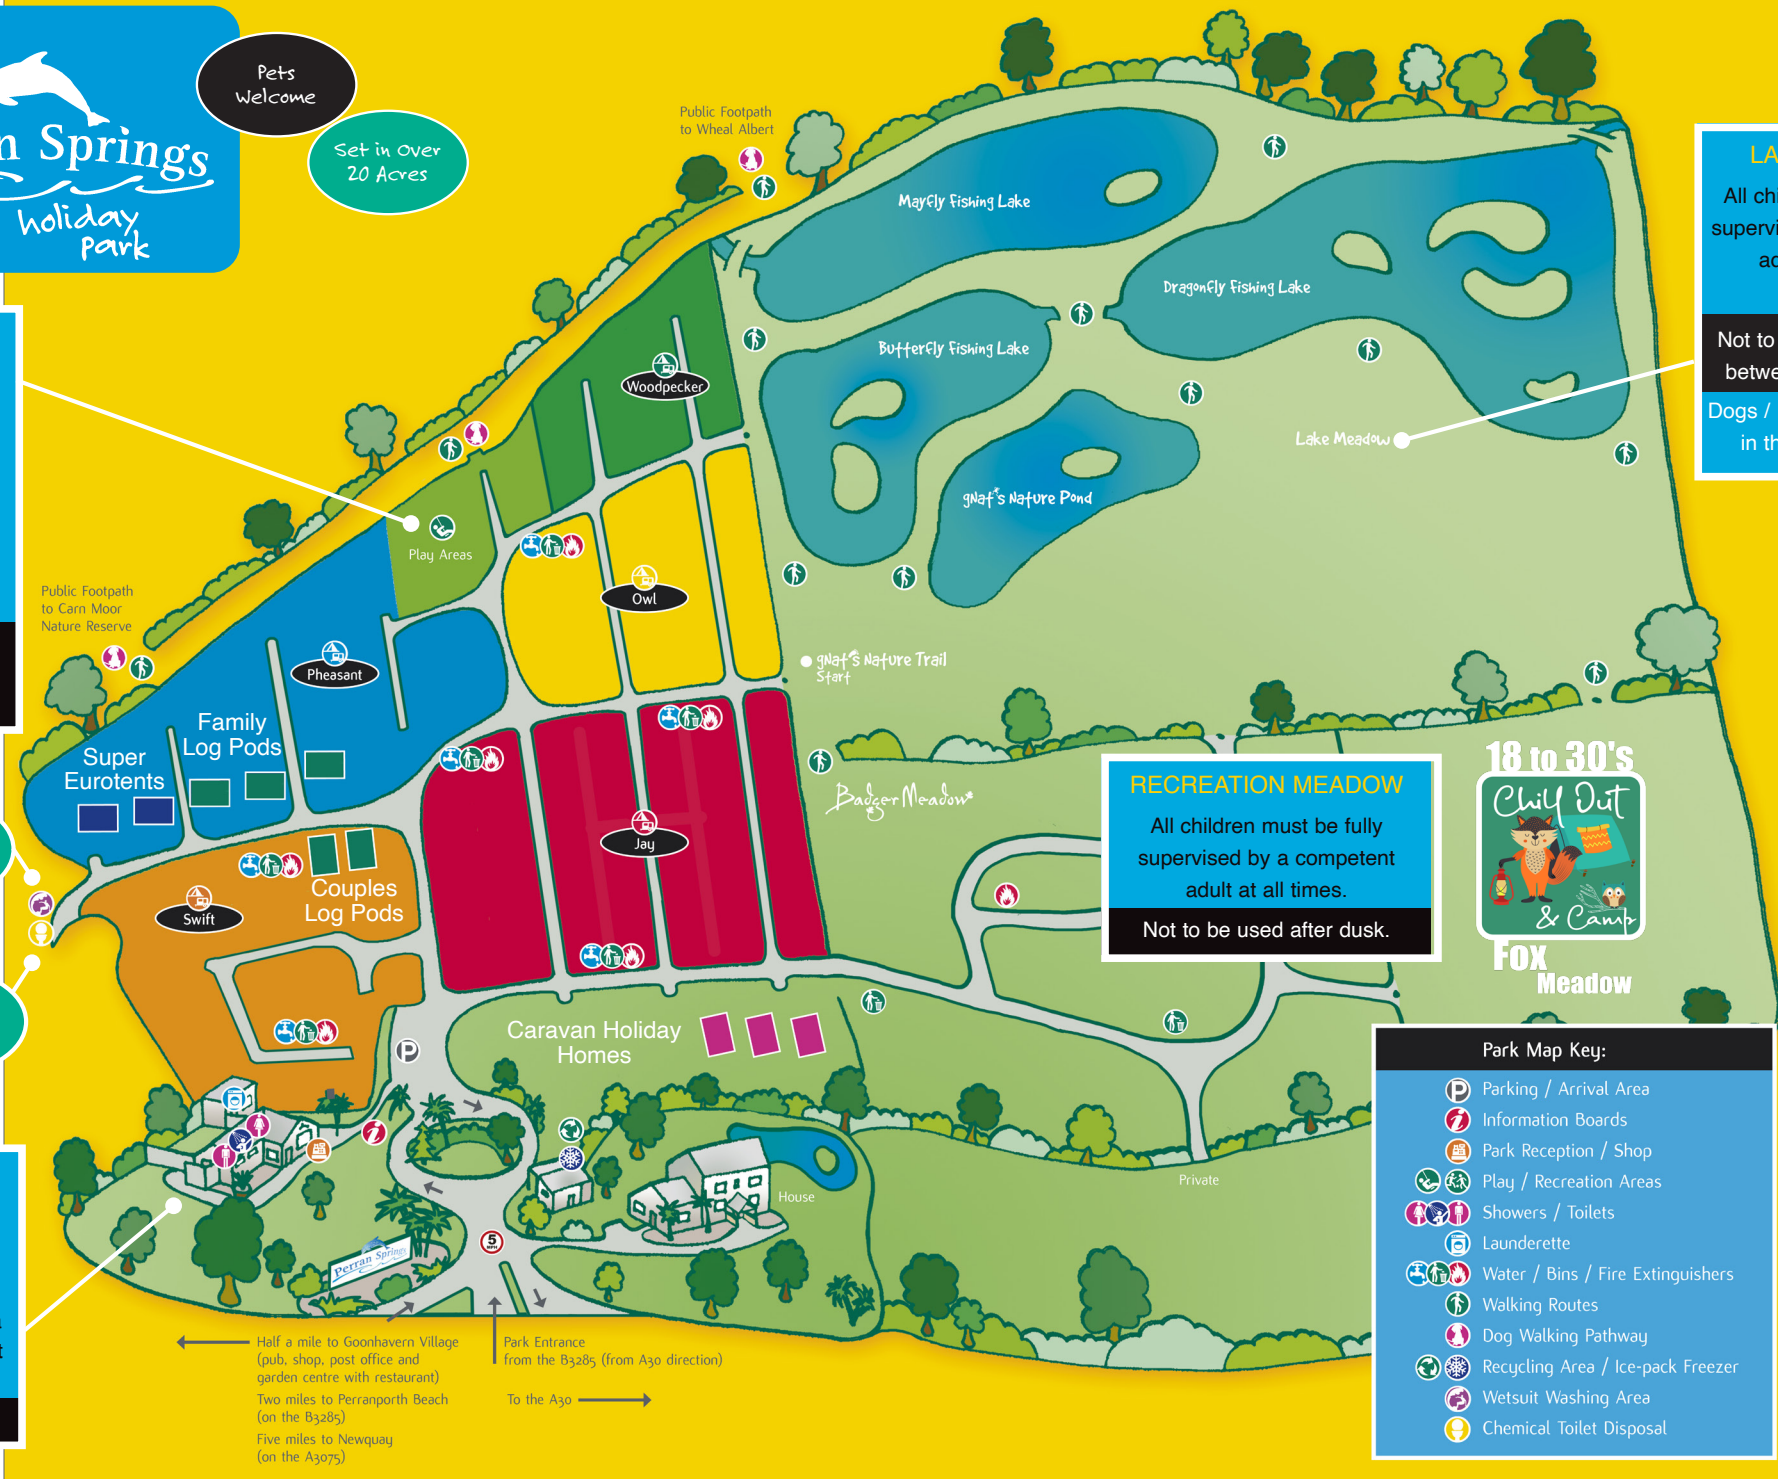 Springs
holiday
park
Pets
Welcome
Set in Over
20 Acres
Public Footpath
to Wheal Albert
Mayfly Fishing Lake
Dragonfly Fishing Lake
Butterfly Fishing Lake
gNat's Nature Pond
Lake Meadow
All
Not to
Dogs /
in
Woodpecker
Play Areas
Owl
Public Footpath
to Carn Moor
Nature Reserve
Pheasant
gNat's Nature Trail
Start
Family
Log Pods
Super
Eurotents
Badger Meadow
Jay
Swift
Couples
Log Pods
RECREATION MEADOW
All children must be fully
supervised by a competent
adult at all times.
Not to be used after dusk.
18 to 30's
Chill Out
& Camp
Fox
Meadow
Caravan Holiday
Homes
P
i
House
Private
5
MPH
Perran Springs
Half a mile to Goonhavern Village
(pub, shop, post office and
garden centre with restaurant)
Two miles to Perranporth Beach
(on the B3285)
Five miles to Newquay
(on the A3075)
Park Entrance
from the B3285 (from A30 direction)
To the A30
Park Map Key:
P Parking / Arrival Area
i Information Boards
Park Reception / Shop
Play / Recreation Areas
Showers / Toilets
Launderette
Water / Bins / Fire Extinguishers
Walking Routes
Dog Walking Pathway
Recycling Area / Ice-pack Freezer
Wetsuit Washing Area
Chemical Toilet Disposal